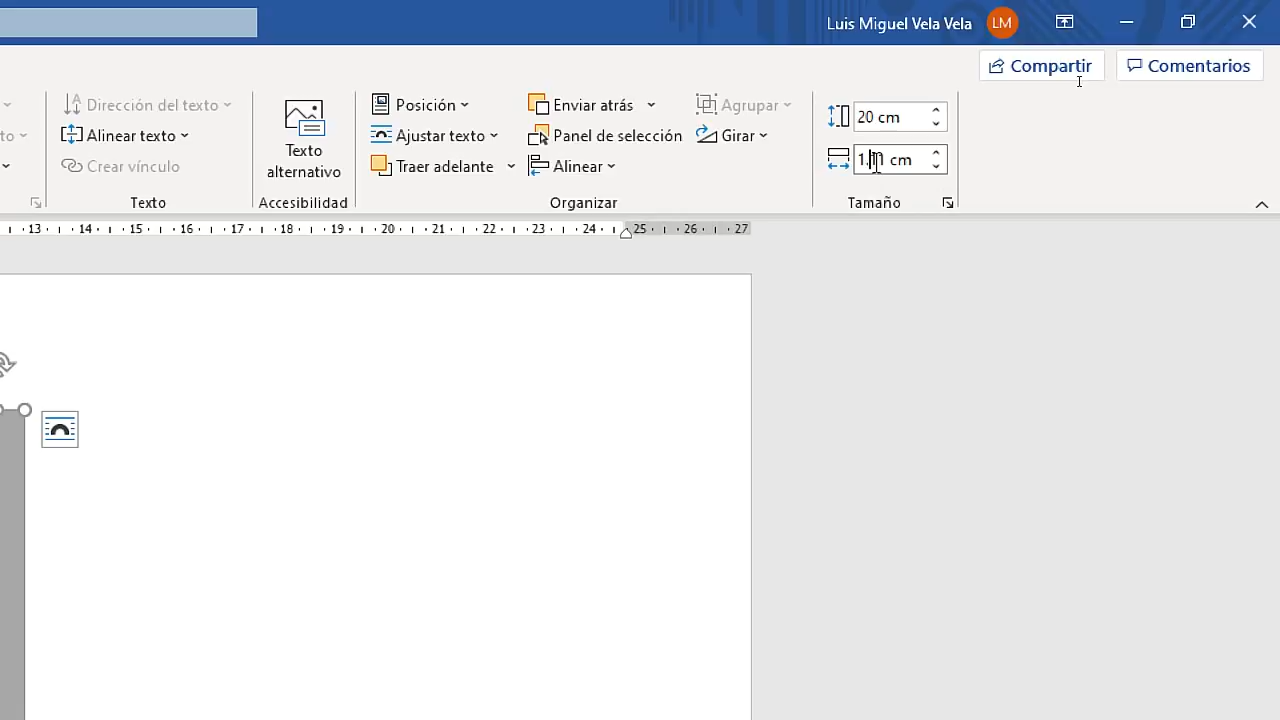 Luis Miguel Vela Vela LM
Compartir Comentarios
Dirección del texto
Alinear texto
Crear vínculo
Texto
Texto
alternativo
Accesibilidad
Posición
Ajustar texto
Traer adelante
Enviar atrás
Panel de selección
Alinear
Agrupar
Girar
Organizar
20 cm
cm
Tamaño
13 14 15 16 17 18 19 20 21 22 23 24 25 26 27